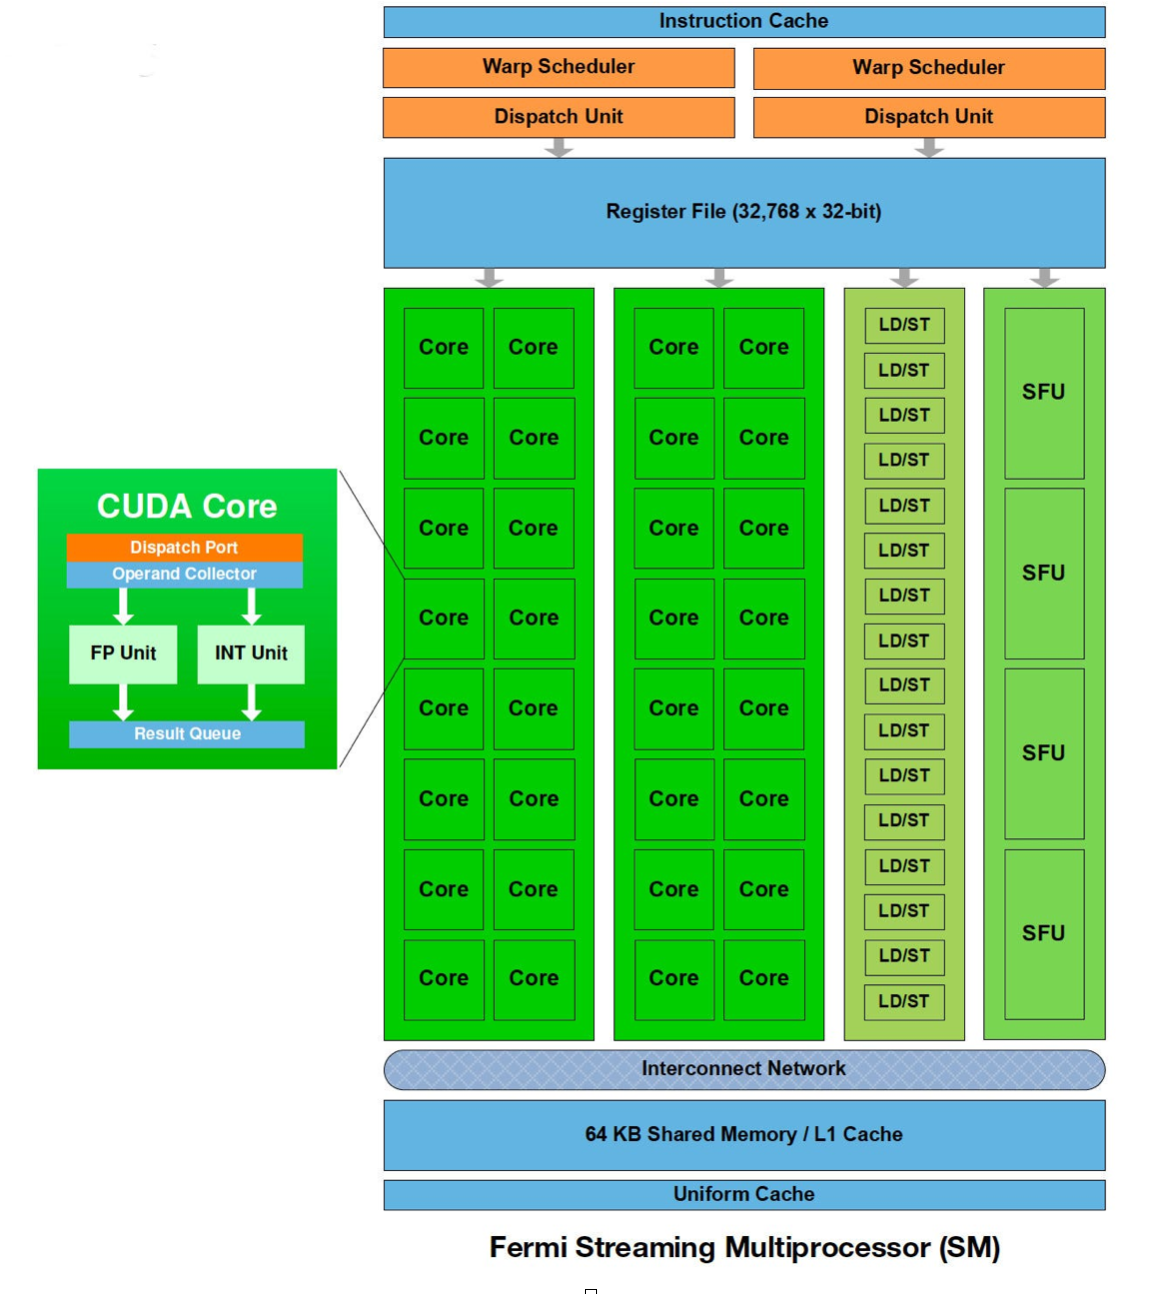 Instruction Cache
Warp Scheduler Warp Scheduler
Dispatch Unit Dispatch Unit
Register File (32,768 x 32-bit)
Core Core Core Core LD/ST SFU
LD/ST
Core Core Core Core LD/ST
LD/ST
Core Core Core Core LD/ST SFU
LD/ST
Core Core Core Core LD/ST
LD/ST
Core Core Core Core LD/ST SFU
LD/ST
Core Core Core Core LD/ST
LD/ST
Core Core Core Core LD/ST SFU
LD/ST
Core Core Core Core LD/ST
LD/ST
CUDA Core
Dispatch Port
Operand Collector
FP Unit INT Unit
Result Queue
Interconnect Network
64 KB Shared Memory / L1 Cache
Uniform Cache
Fermi Streaming Multiprocessor (SM)